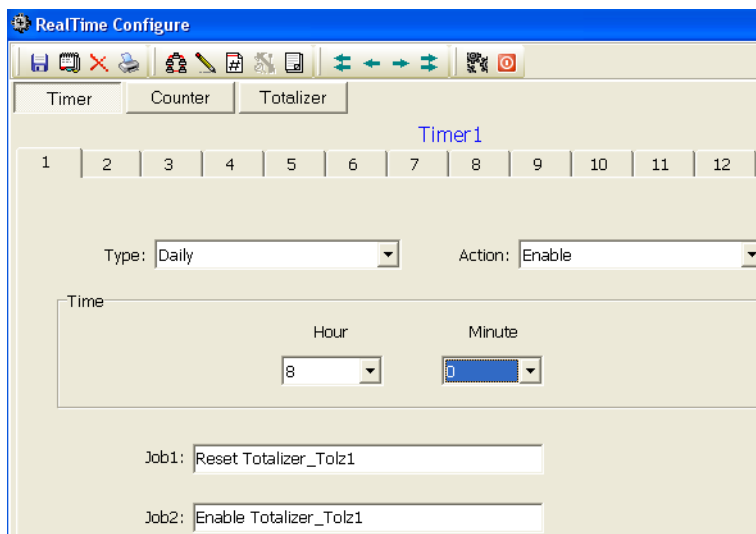 RealTime Configure
Timer Counter Totalizer
Timer1
1 2 3 4 5 6 7 8 9 10 11 12
Type: Daily Action: Enable
Time
Hour Minute
8 0
Job1: Reset Totalizer_Tolz1
Job2: Enable Totalizer_Tolz1